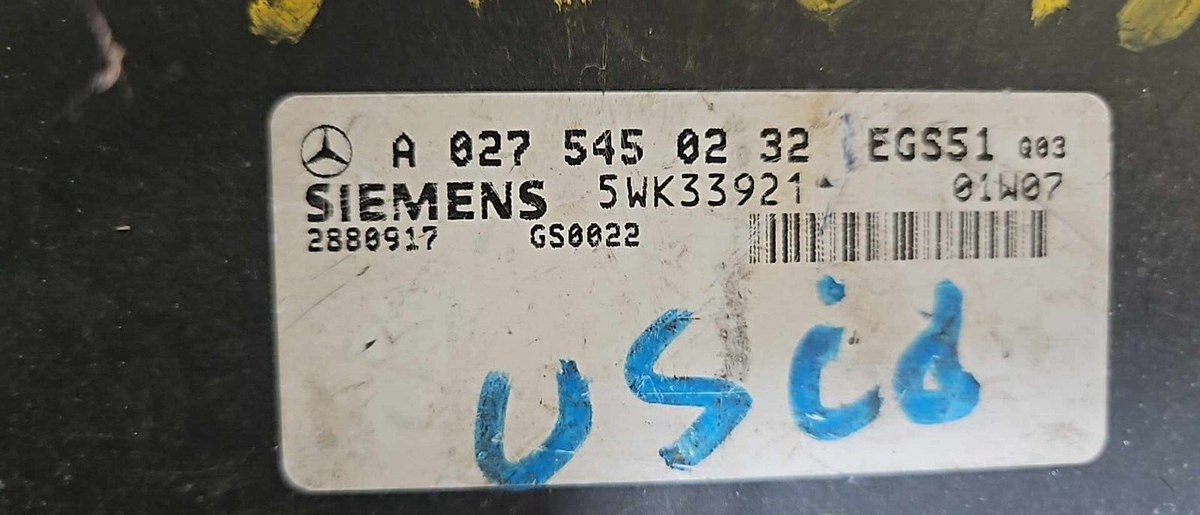 A 027 545 02 32 EGS51 Q03
SIEMENS 5WK33921 01W07
2880917 GS0022
usid